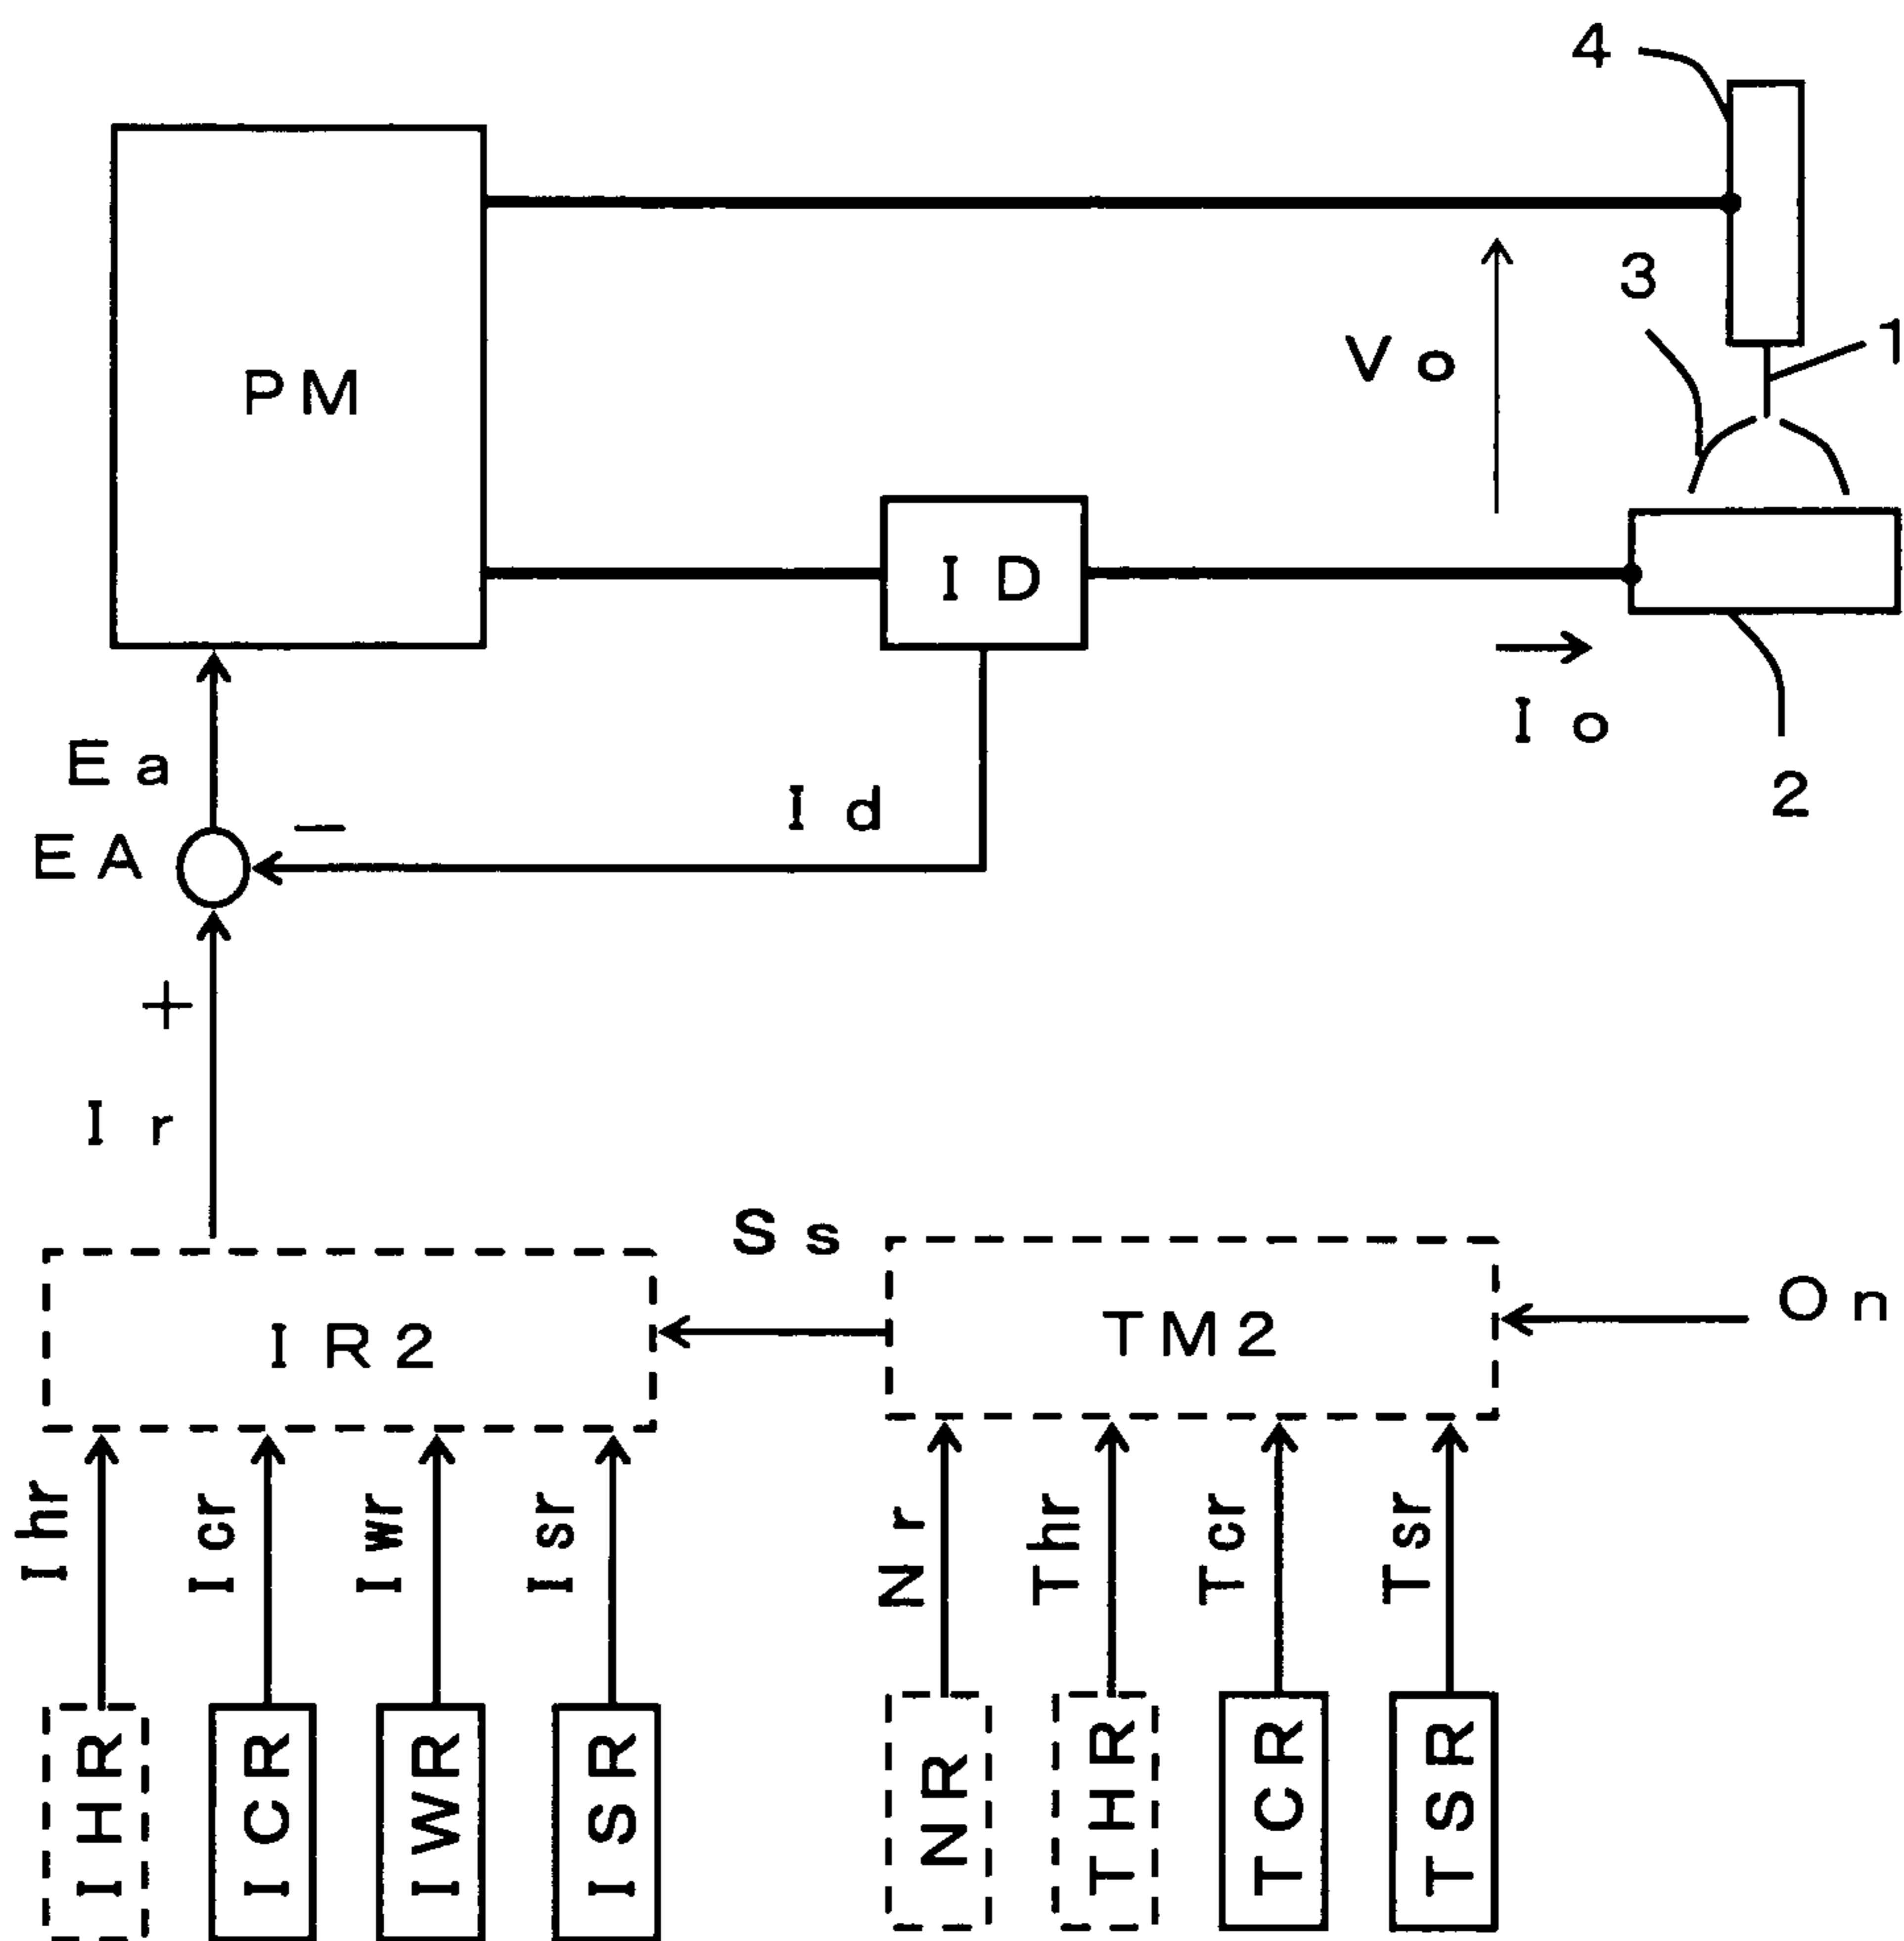 4
3
1
Vo
PM
ID
Io
2
Ea
EA
−
Id
+
Ir
Ss
IR2
TM2
On
Ihr
Icr
Iwr
Isr
Nr
Thr
Tcr
Tsr
IHR
ICR
IWR
ISR
NR
THR
TCR
TSR